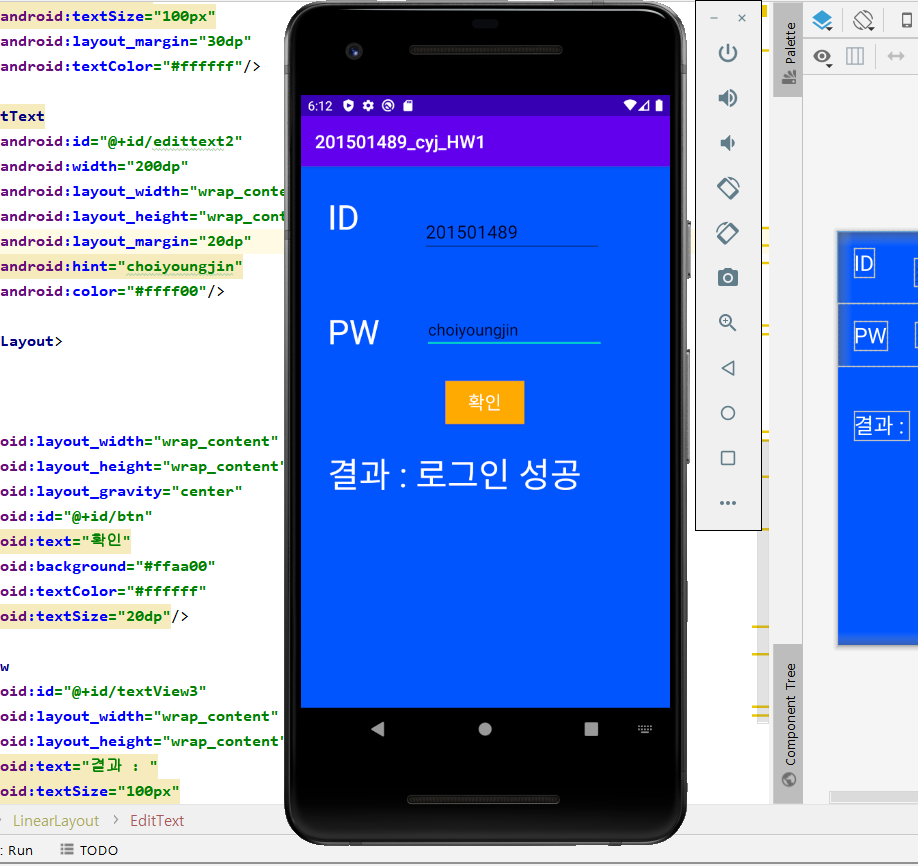 android:textSize="100px"
android:layout_margin="30dp"
android:textColor="#ffffff"/>
tText
android:id="@+id/edittext2"
android:width="200dp"
android:layout_width="wrap_conte
android:layout_height="wrap_cont
android:layout_margin="20dp"
android:hint="choiyoungjin"
android:color="#ffff00"/>
Layout>
oid:layout_width="wrap_content"
oid:layout_height="wrap_content"
oid:layout_gravity="center"
oid:id="@+id/btn"
oid:text="확인"
oid:background="#ffaa00"
oid:textColor="#ffffff"
oid:textSize="20dp"/>
w
oid:id="@+id/textView3"
oid:layout_width="wrap_content"
oid:layout_height="wrap_content"
oid:text="결과 : "
oid:textSize="100px"
LinearLayout > EditText
: Run TODO
6:12
201501489_cyj_HW1
ID
201501489
PW
choiyoungjin
확인
결과 : 로그인 성공
Palette
Component Tree
ID
PW
결과 :